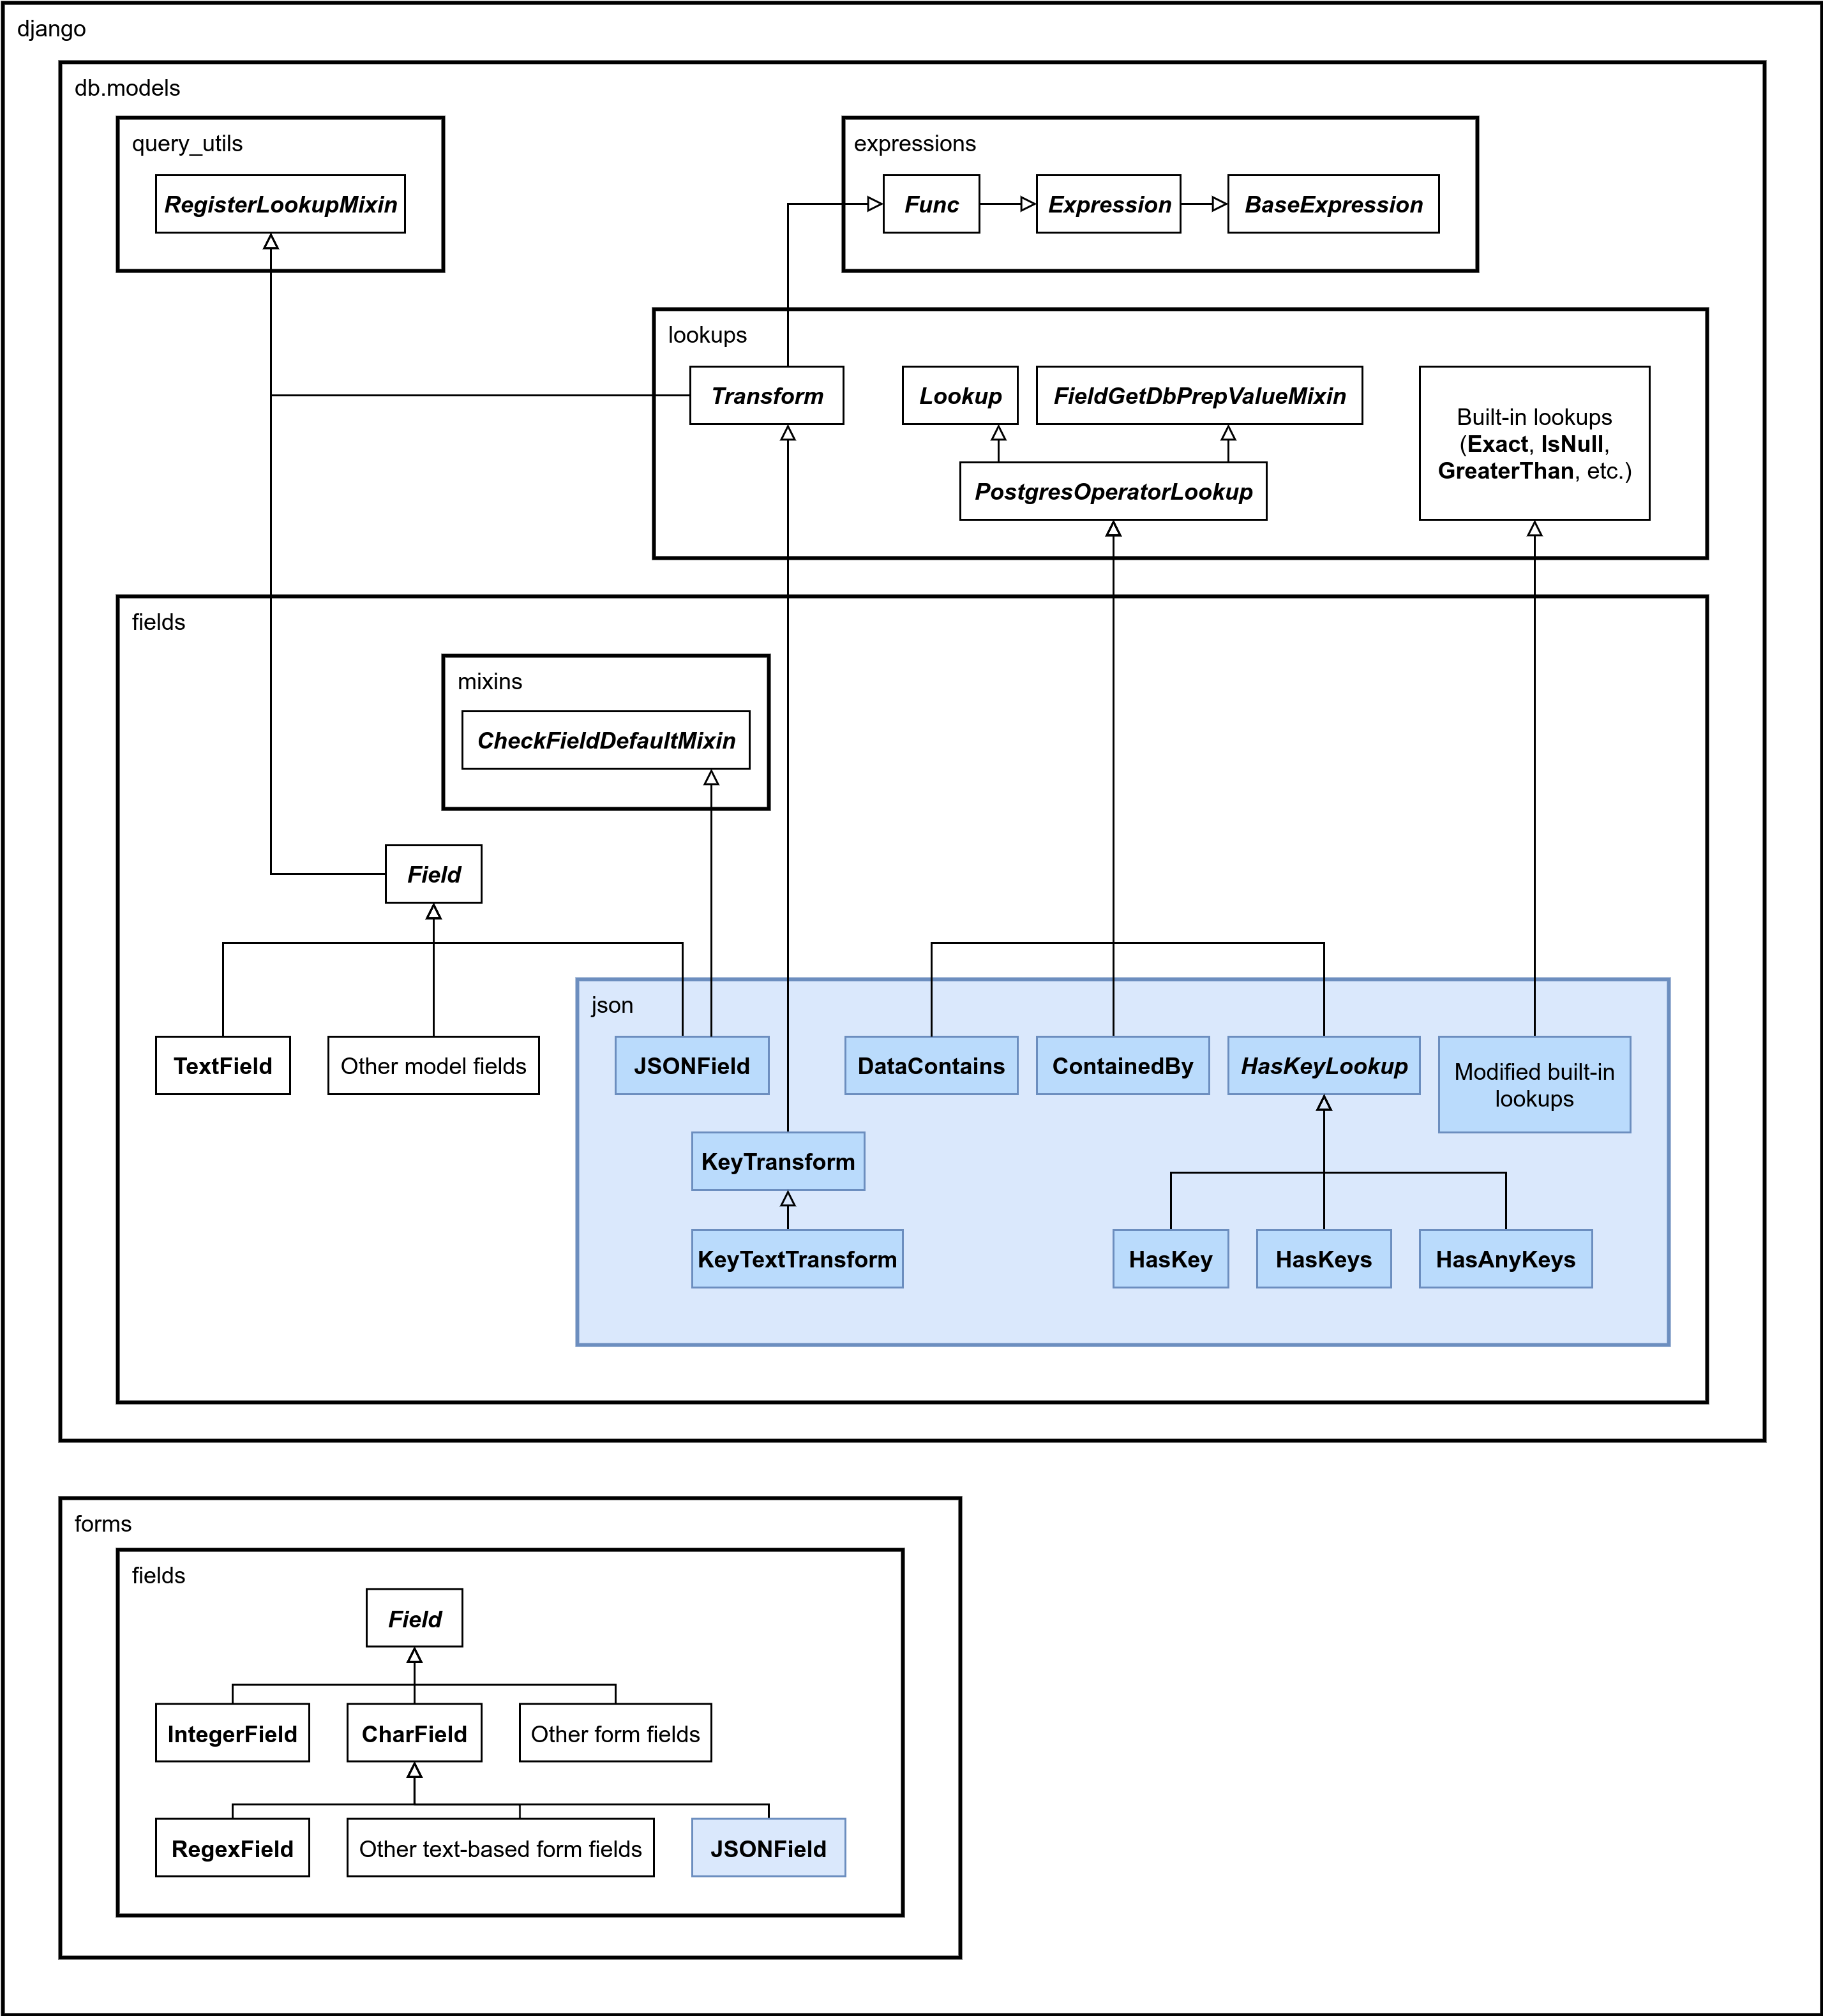 django
db.models
query_utils
RegisterLookupMixin
expressions
Func
Expression
BaseExpression
lookups
Transform
Lookup
FieldGetDbPrepValueMixin
Built-in lookups
(Exact, IsNull,
GreaterThan, etc.)
PostgresOperatorLookup
fields
mixins
CheckFieldDefaultMixin
Field
json
TextField
Other model fields
JSONField
DataContains
ContainedBy
HasKeyLookup
Modified built-in
lookups
KeyTransform
KeyTextTransform
HasKey
HasKeys
HasAnyKeys
forms
fields
Field
IntegerField
CharField
Other form fields
RegexField
Other text-based form fields
JSONField